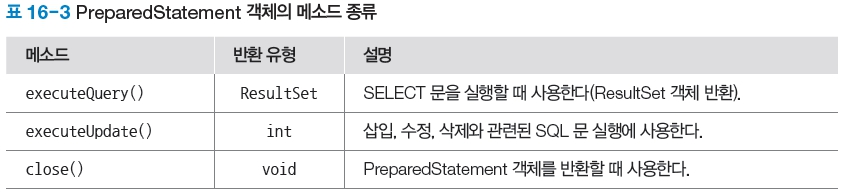 표 16-3 PreparedStatement 객체의 메소드 종류
메소드 반환 유형 설명
executeQuery() ResultSet SELECT 문을 실행할 때 사용한다(ResultSet 객체 반환).
executeUpdate() int 삽입, 수정, 삭제와 관련된 SQL 문 실행에 사용한다.
close() void PreparedStatement 객체를 반환할 때 사용한다.